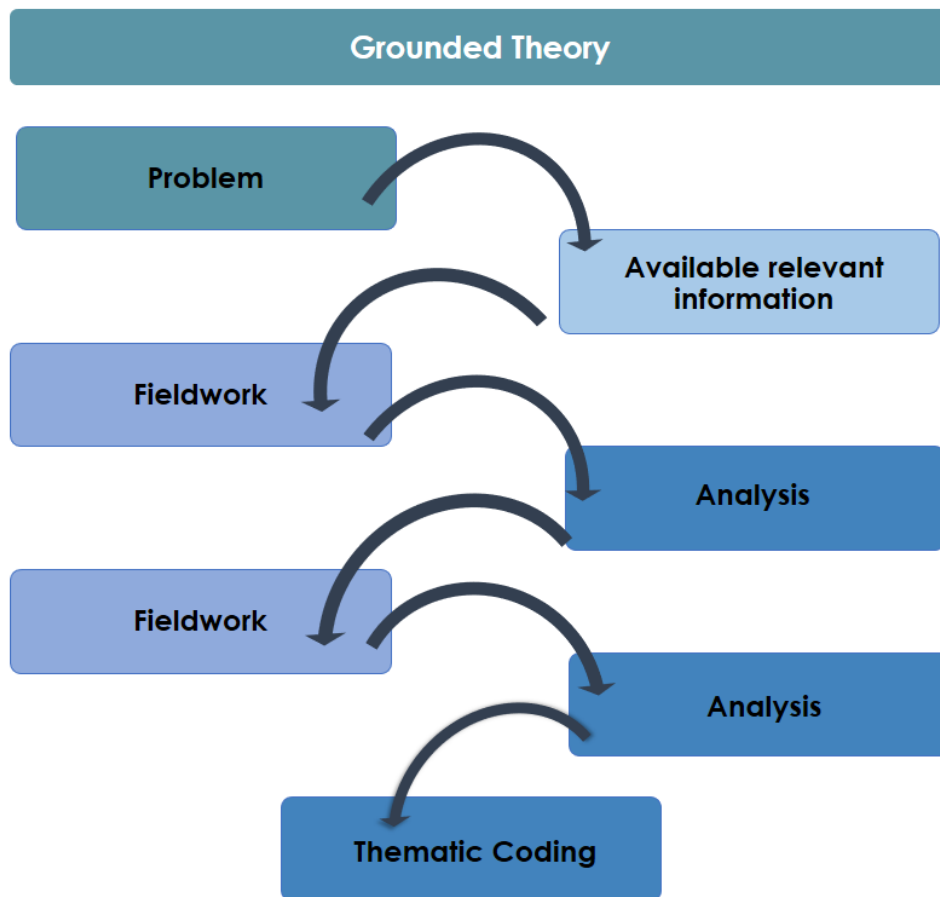 Grounded Theory
Problem
Available relevant
information
Fieldwork
Analysis
Fieldwork
Analysis
Thematic Coding